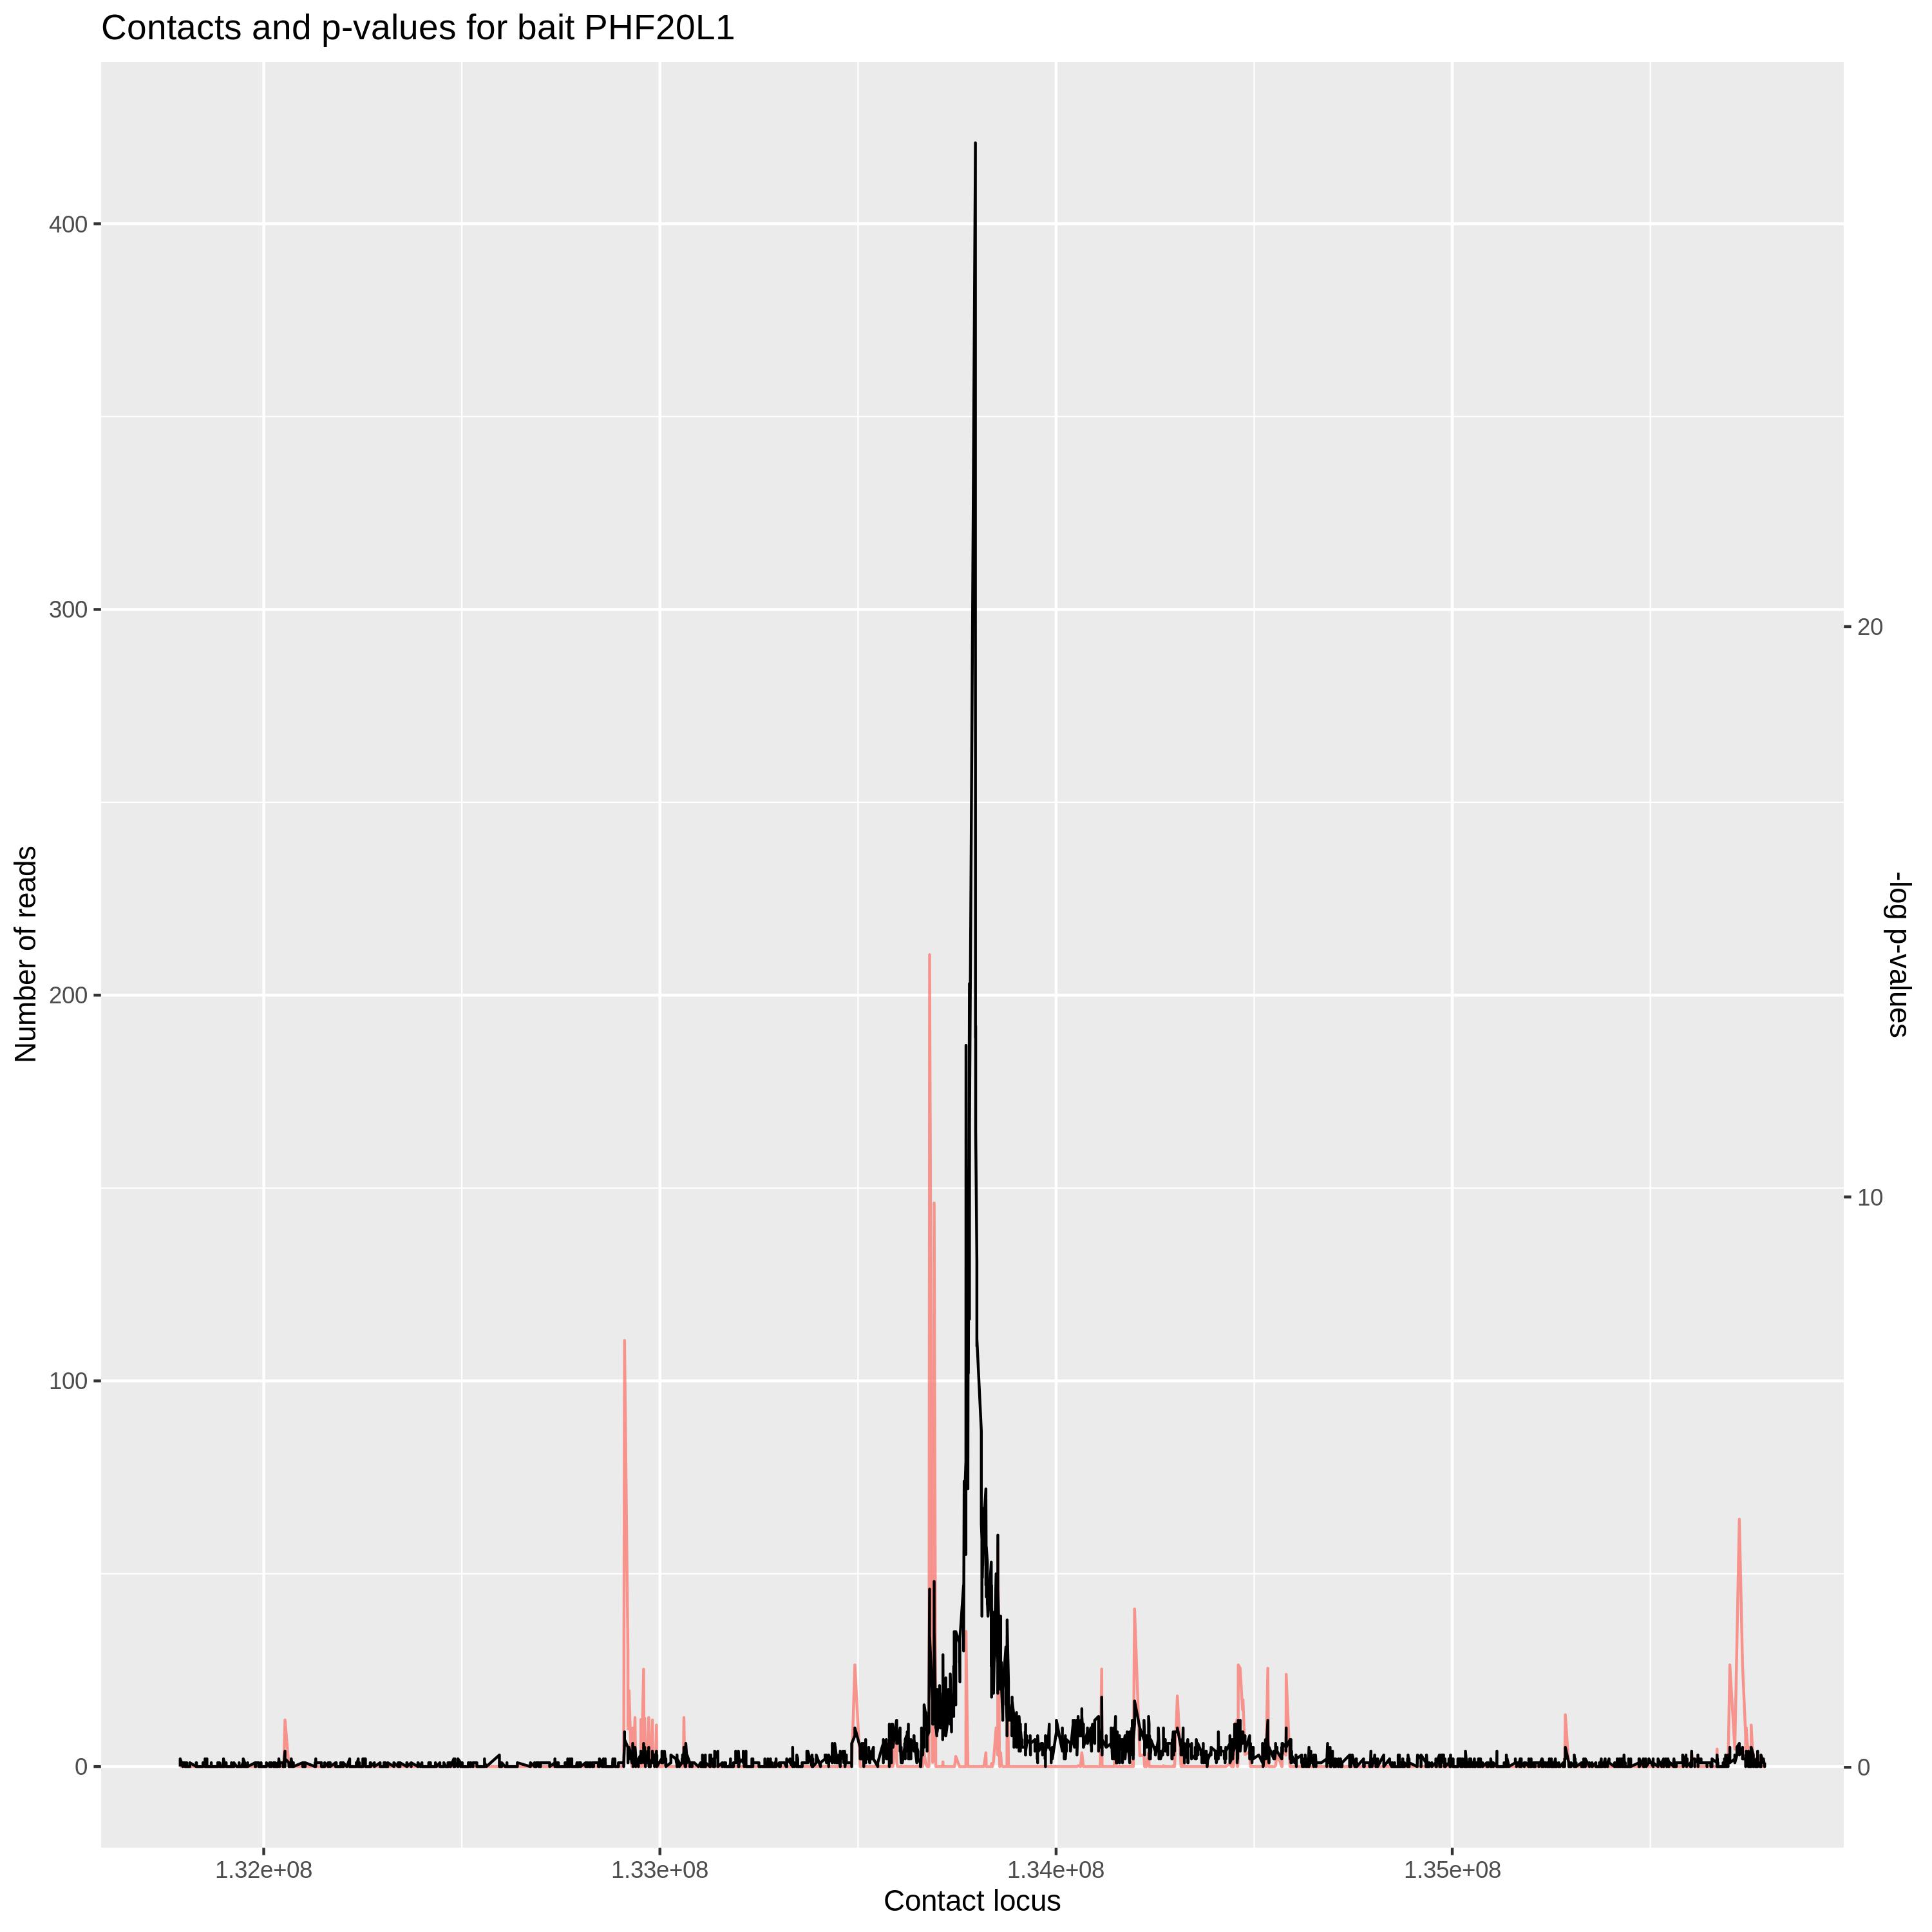 Contacts and p-values for bait PHF20L1
400
300
200
100
0
Number of reads
20
10
0
-log p-values
1.32e+08
1.33e+08
1.34e+08
1.35e+08
Contact locus